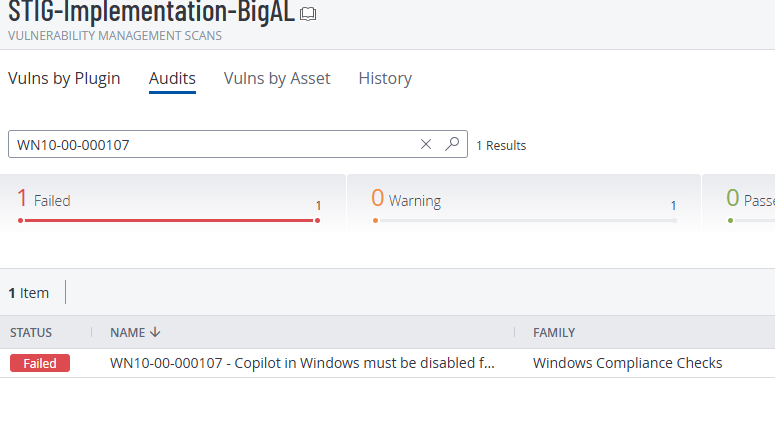 STIG-Implementation-BigAL
VULNERABILITY MANAGEMENT SCANS
Vulns by Plugin Audits Vulns by Asset History
WN10-00-000107 1 Results
1 Failed 1 0 Warning 1 0 Passe
1 Item
STATUS NAME FAMILY
Failed WN10-00-000107 - Copilot in Windows must be disabled f... Windows Compliance Checks